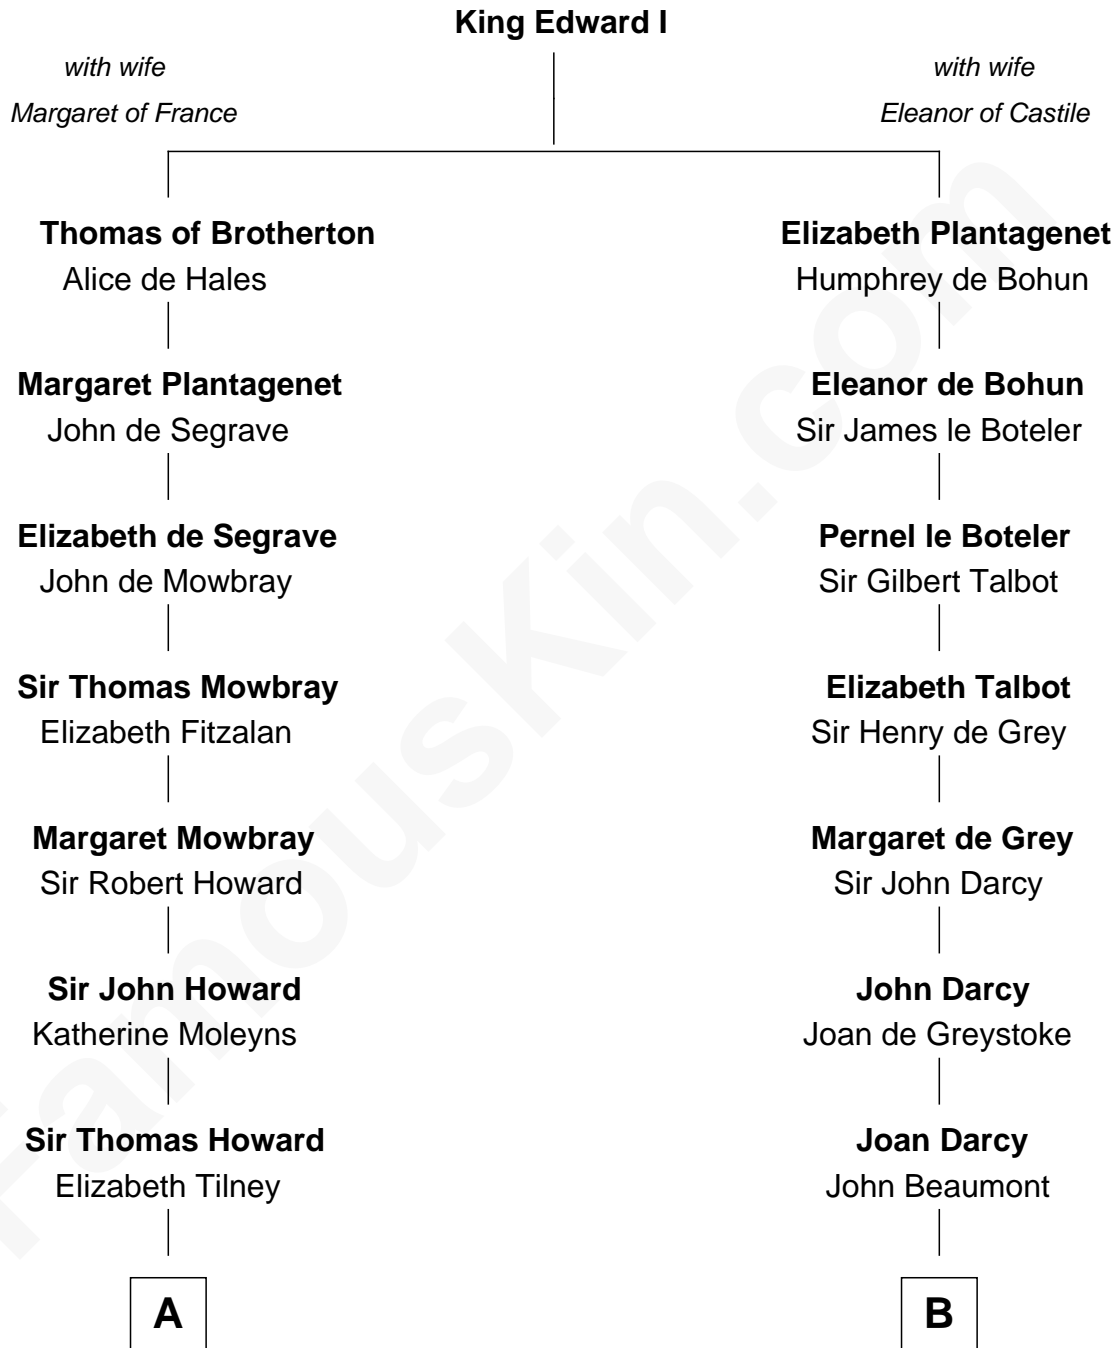 King Edward I
with wife
Margaret of France
with wife
Eleanor of Castile
Thomas of Brotherton
Alice de Hales
Elizabeth Plantagenet
Humphrey de Bohun
Margaret Plantagenet
John de Segrave
Eleanor de Bohun
Sir James le Boteler
Elizabeth de Segrave
John de Mowbray
Pernel le Boteler
Sir Gilbert Talbot
Sir Thomas Mowbray
Elizabeth Fitzalan
Elizabeth Talbot
Sir Henry de Grey
Margaret Mowbray
Sir Robert Howard
Margaret de Grey
Sir John Darcy
Sir John Howard
Katherine Moleyns
John Darcy
Joan de Greystoke
Sir Thomas Howard
Elizabeth Tilney
Joan Darcy
John Beaumont
A
B
FamousKin.com